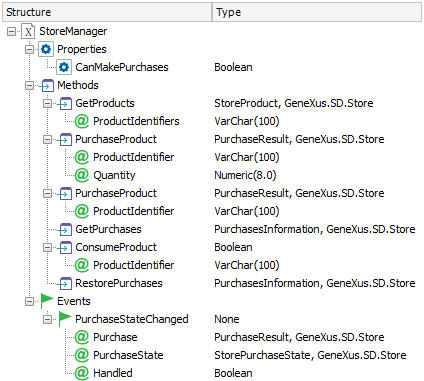 Structure Type
StoreManager
Properties
CanMakePurchases Boolean
Methods
GetProducts StoreProduct, GeneXus.SD.Store
ProductIdentifiers VarChar(100)
PurchaseProduct PurchaseResult, GeneXus.SD.Store
ProductIdentifier VarChar(100)
Quantity Numeric(8.0)
PurchaseProduct PurchaseResult, GeneXus.SD.Store
ProductIdentifier VarChar(100)
GetPurchases PurchasesInformation, GeneXus.SD.Store
ConsumeProduct Boolean
ProductIdentifier VarChar(100)
RestorePurchases PurchasesInformation, GeneXus.SD.Store
Events
PurchaseStateChanged None
Purchase PurchaseResult, GeneXus.SD.Store
PurchaseState StorePurchaseState, GeneXus.SD.Store
Handled Boolean